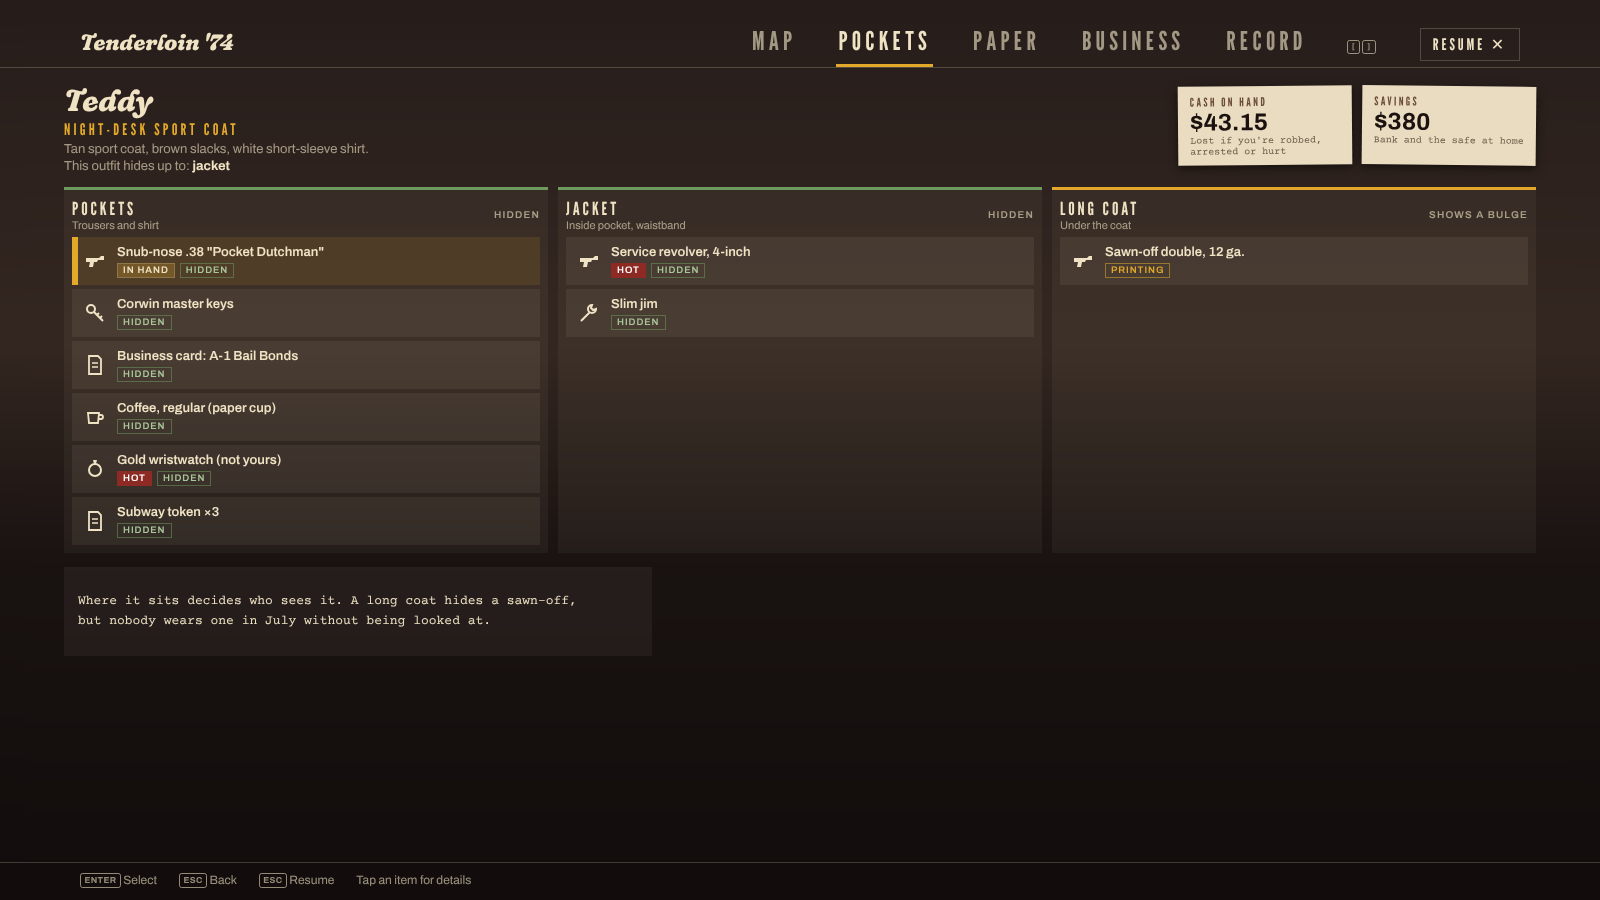 Tenderloin '74
MAP
POCKETS
PAPER
BUSINESS
RECORD
[ ]
RESUME ✕
Teddy
NIGHT-DESK SPORT COAT
Tan sport coat, brown slacks, white short-sleeve shirt.
This outfit hides up to: jacket
CASH ON HAND
$43.15
Lost if you're robbed,
arrested or hurt
SAVINGS
$380
Bank and the safe at home
POCKETS
Trousers and shirt
HIDDEN
Snub-nose .38 "Pocket Dutchman"
IN HAND HIDDEN
Corwin master keys
HIDDEN
Business card: A-1 Bail Bonds
HIDDEN
Coffee, regular (paper cup)
HIDDEN
Gold wristwatch (not yours)
HOT HIDDEN
Subway token ×3
HIDDEN
JACKET
Inside pocket, waistband
HIDDEN
Service revolver, 4-inch
HOT HIDDEN
Slim jim
HIDDEN
LONG COAT
Under the coat
SHOWS A BULGE
Sawn-off double, 12 ga.
PRINTING
Where it sits decides who sees it. A long coat hides a sawn-off,
but nobody wears one in July without being looked at.
ENTER Select ESC Back ESC Resume Tap an item for details